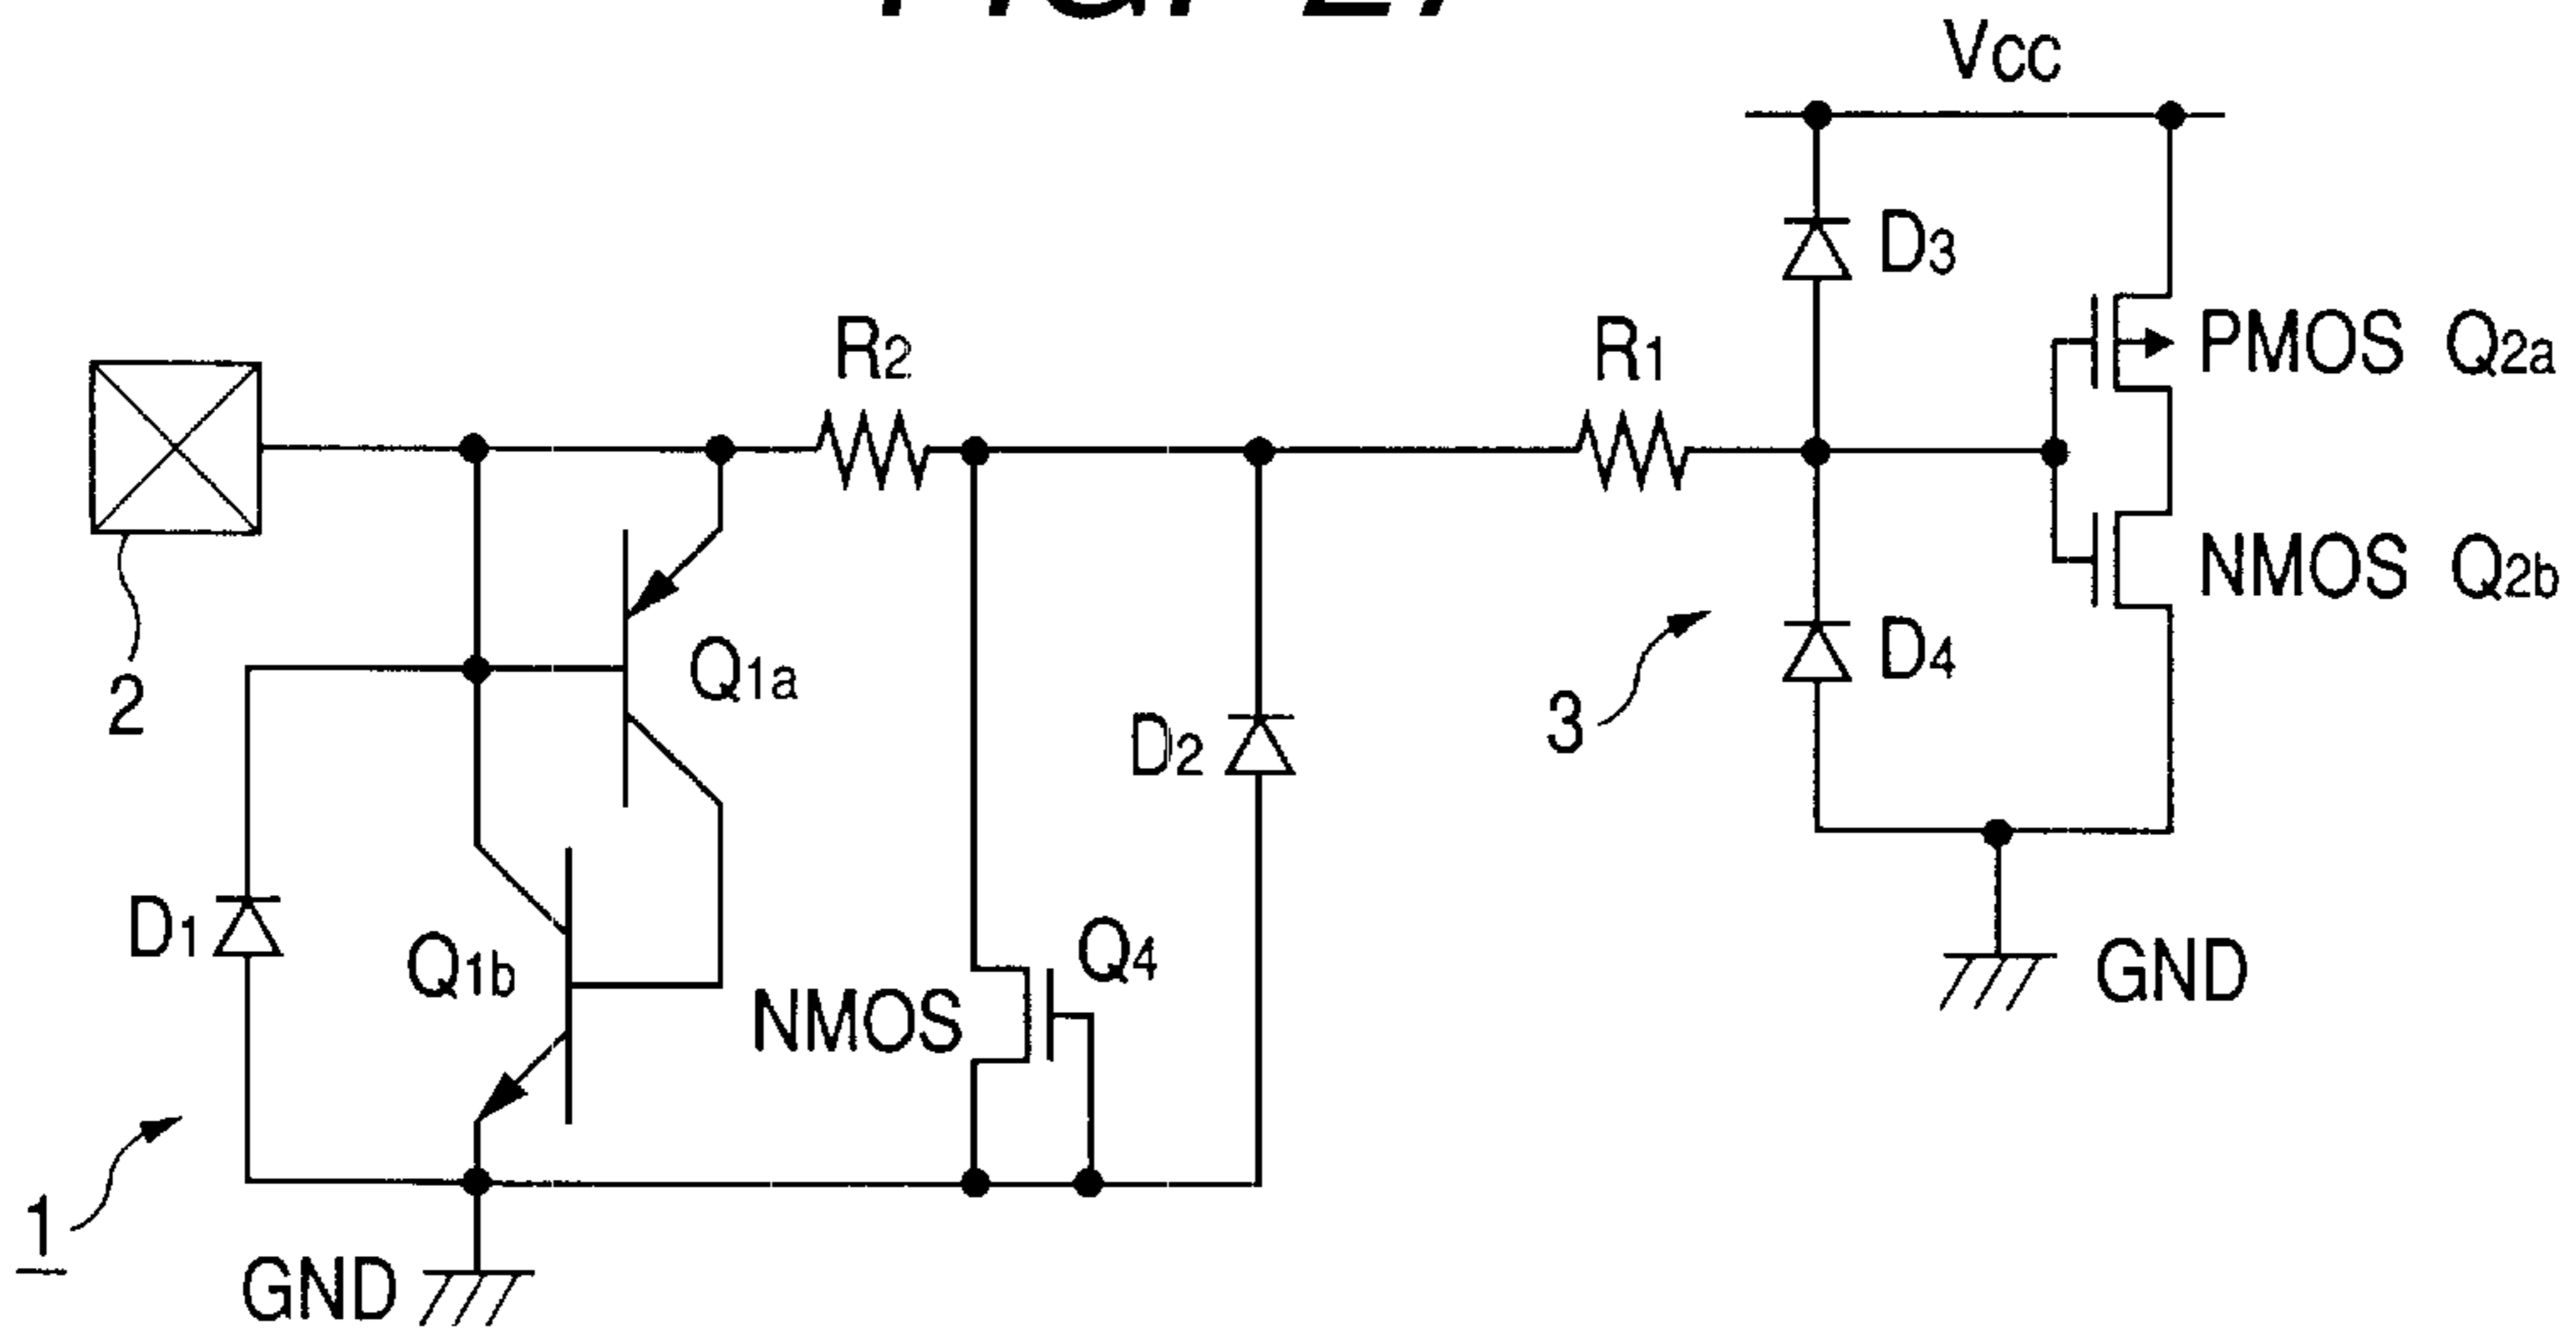 VCC
D3
R2
R1
PMOS Q2a
NMOS Q2b
Q1a
D4
2
D2
3
D1
Q1b
Q4
NMOS
GND
1
GND